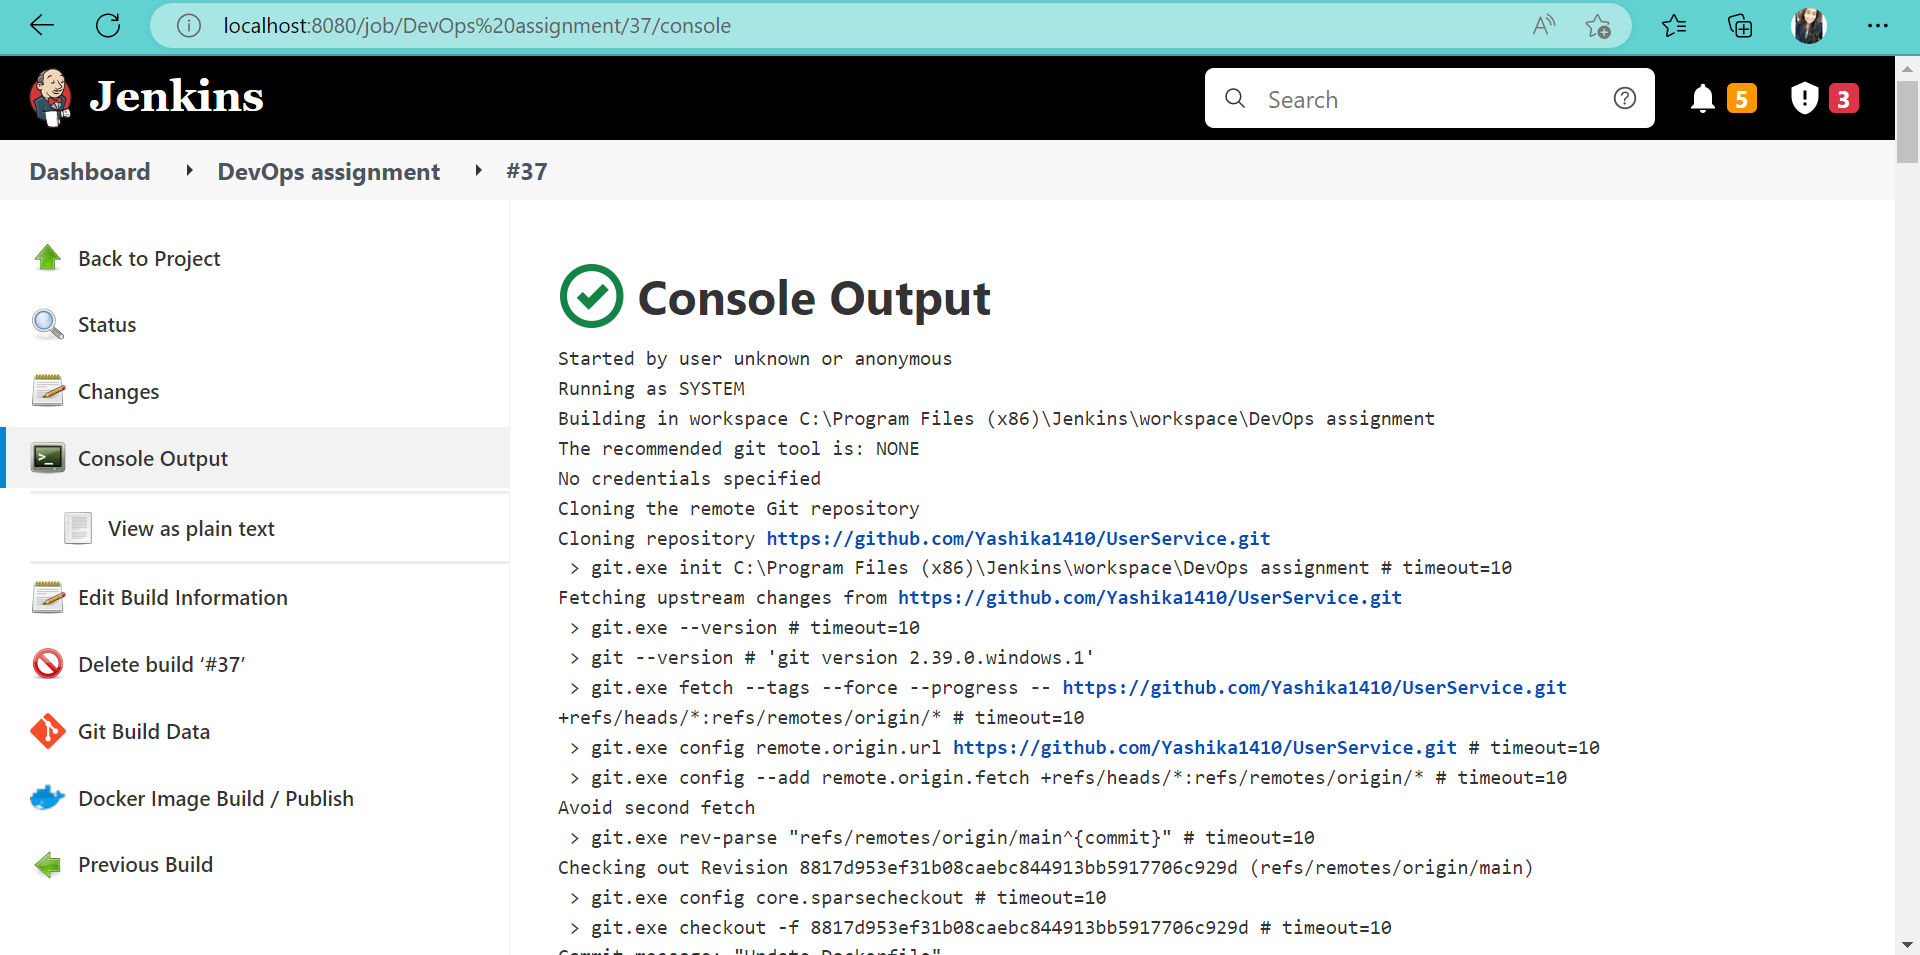 localhost:8080/job/DevOps%20assignment/37/console
Jenkins
Search
5
3
Dashboard
DevOps assignment
#37
Back to Project
Status
Changes
Console Output
View as plain text
Edit Build Information
Delete build ‘#37’
Git Build Data
Docker Image Build / Publish
Previous Build
Console Output
Started by user unknown or anonymous
Running as SYSTEM
Building in workspace C:\Program Files (x86)\Jenkins\workspace\DevOps assignment
The recommended git tool is: NONE
No credentials specified
Cloning the remote Git repository
Cloning repository https://github.com/Yashika1410/UserService.git
> git.exe init C:\Program Files (x86)\Jenkins\workspace\DevOps assignment # timeout=10
Fetching upstream changes from https://github.com/Yashika1410/UserService.git
> git.exe --version # timeout=10
> git --version # 'git version 2.39.0.windows.1'
> git.exe fetch --tags --force --progress -- https://github.com/Yashika1410/UserService.git
+refs/heads/*:refs/remotes/origin/* # timeout=10
> git.exe config remote.origin.url https://github.com/Yashika1410/UserService.git # timeout=10
> git.exe config --add remote.origin.fetch +refs/heads/*:refs/remotes/origin/* # timeout=10
Avoid second fetch
> git.exe rev-parse "refs/remotes/origin/main^{commit}" # timeout=10
Checking out Revision 8817d953ef31b08caebc844913bb5917706c929d (refs/remotes/origin/main)
> git.exe config core.sparsecheckout # timeout=10
> git.exe checkout -f 8817d953ef31b08caebc844913bb5917706c929d # timeout=10
Commit message: "Update Dockerfile"